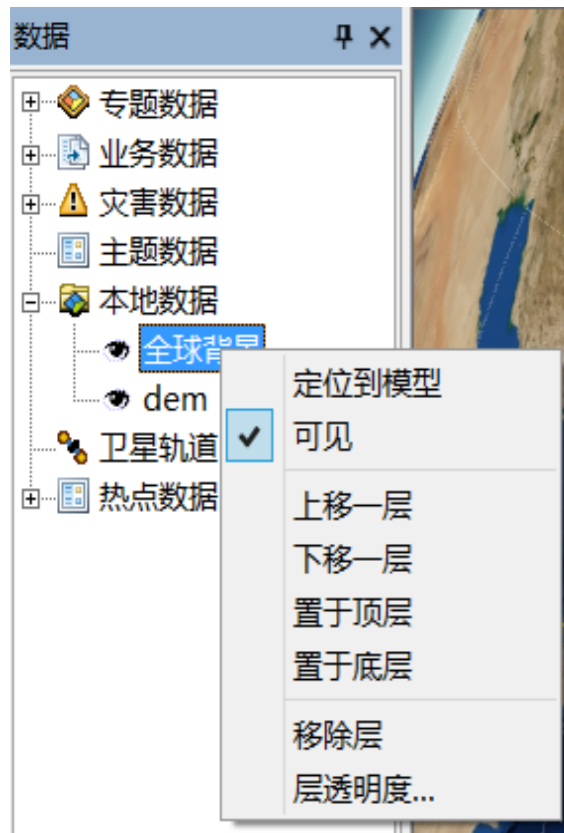 数据
专题数据
业务数据
灾害数据
主题数据
本地数据
全球背景
dem
卫星轨道
热点数据
定位到模型
可见
上移一层
下移一层
置于顶层
置于底层
移除层
层透明度...